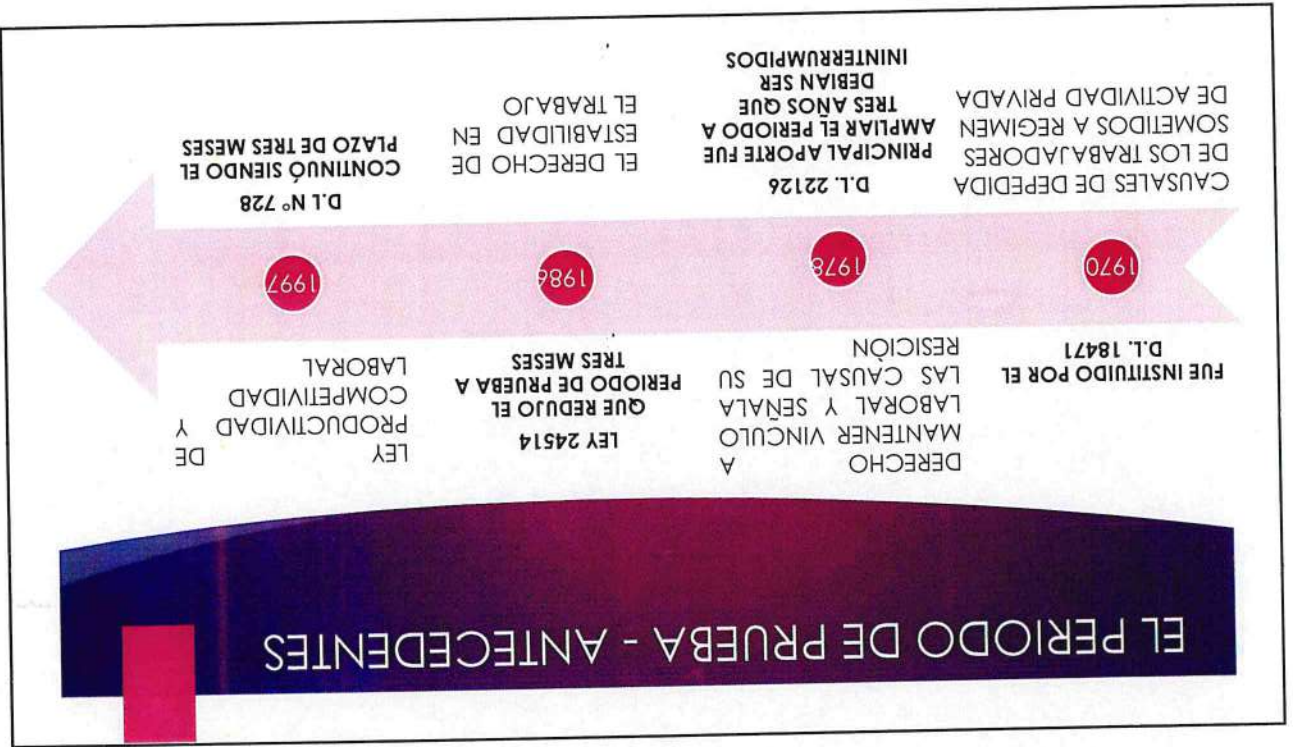 EL PERIODO DE PRUEBA - ANTECEDENTES
FUE INSTITUIDO POR EL
D.L. 18471
DERECHO A
MANTENER VINCULO
LABORAL Y SEÑALA
LAS CAUSAL DE SU
RESICIÒN
LEY 24514
QUE REDUJO EL
PERIODO DE PRUEBA A
TRES MESES
LEY DE
PRODUCTIVIDAD Y
COMPETIVIDAD
LABORAL
1970
1978
1986
1997
CAUSALES DE DEPEDIDA
DE LOS TRABAJADORES
SOMETIDOS A REGIMEN
DE ACTIVIDAD PRIVADA
D.L. 22126
PRINCIPAL APORTE FUE
AMPLIAR EL PERIODO A
TRES AÑOS QUE
DEBIAN SER
ININTERRUMPIDOS
EL DERECHO DE
ESTABILIDAD EN
EL TRABAJO
D.L N° 728
CONTINUÓ SIENDO EL
PLAZO DE TRES MESES